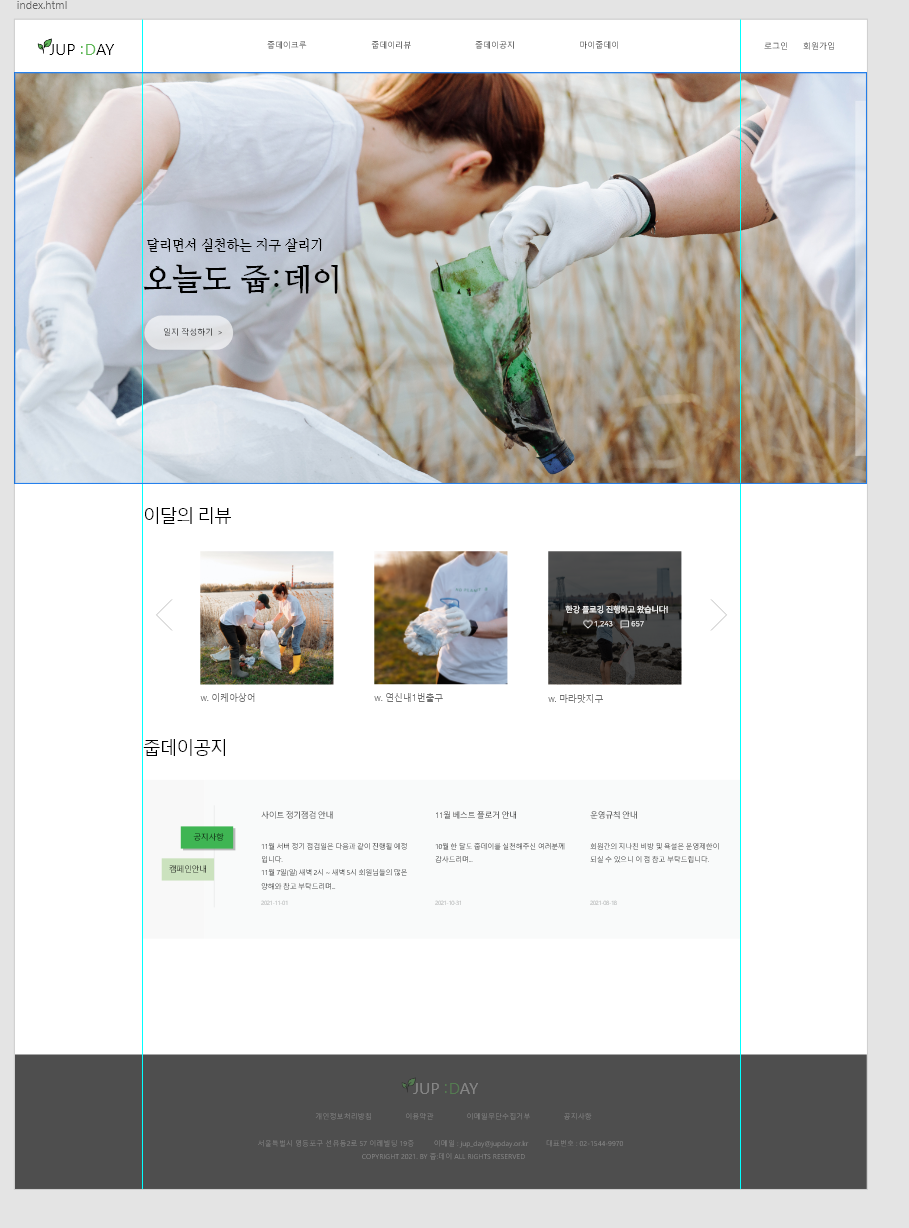 index.html
JUP :DAY
줍데이크루
줍데이리뷰
줍데이공지
마이줍데이
로그인
회원가입
달리면서 실천하는 지구 살리기
오늘도 줍:데이
일지 작성하기 >
이달의 리뷰
한강 플로깅 진행하고 왔습니다!
1,243
657
w. 이케아상어
w. 연신내1번출구
w. 마라맛지구
줍데이공지
공지사항
캠페인안내
사이트 정기점검 안내
11월 서버 정기 점검일은 다음과 같이 진행될 예정
입니다.
11월 7일(일) 새벽 2시 ~ 새벽 5시 회원님들의 많은
양해와 참고 부탁드리며...
2021-11-01
11월 베스트 플로거 안내
10월 한 달도 줍데이를 실천해주신 여러분께
감사드리며...
2021-10-31
운영규칙 안내
회원간의 지나친 비방 및 욕설은 운영제한이
되실 수 있으니 이 점 참고 부탁드립니다.
JUP :DAY
개인정보처리방침
이용약관
이메일무단수집거부
공지사항
서울특별시 영등포구 선유동2로 57 이레빌딩 19층
이메일 : jup_day@jupday.or.kr
대표번호 : 02-1544-9970
COPYRIGHT 2021. BY 줍:데이 ALL RIGHTS RESERVED